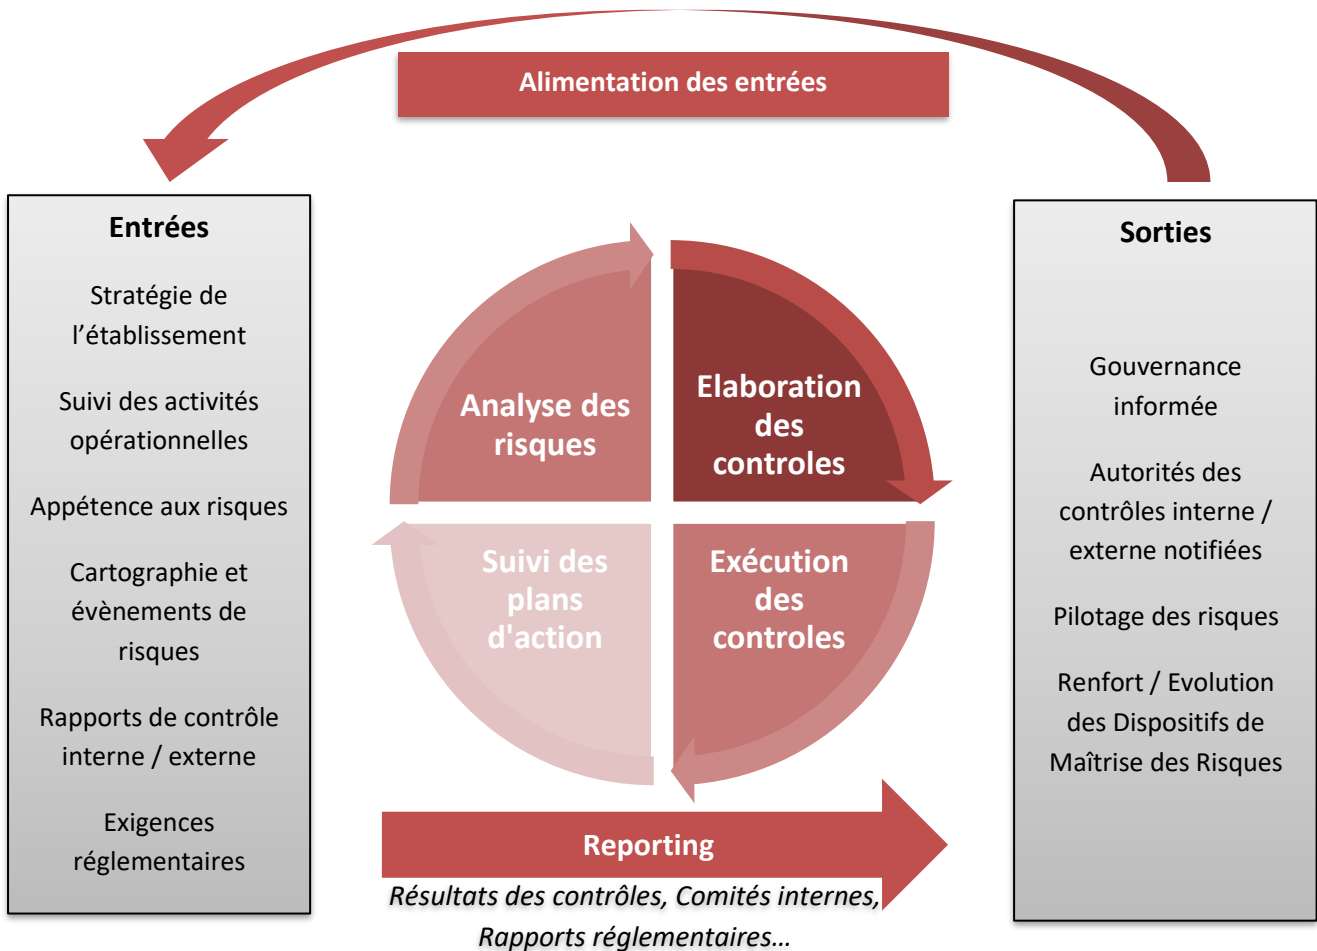 Alimentation des entrées
Entrées
Stratégie de
l’établissement
Suivi des activités
opérationnelles
Appétence aux risques
Cartographie et
évènements de
risques
Rapports de contrôle
interne / externe
Exigences
réglementaires
Analyse des
risques
Elaboration
des
controles
Suivi des
plans
d'action
Exécution
des
controles
Reporting
Résultats des contrôles, Comités internes,
Rapports réglementaires…
Sorties
Gouvernance
informée
Autorités des
contrôles interne /
externe notifiées
Pilotage des risques
Renfort / Evolution
des Dispositifs de
Maîtrise des Risques